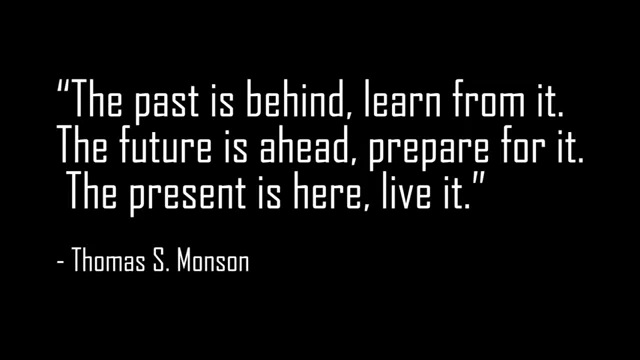 “The past is behind, learn from it.
The future is ahead, prepare for it.
The present is here, live it.”
- Thomas S. Monson